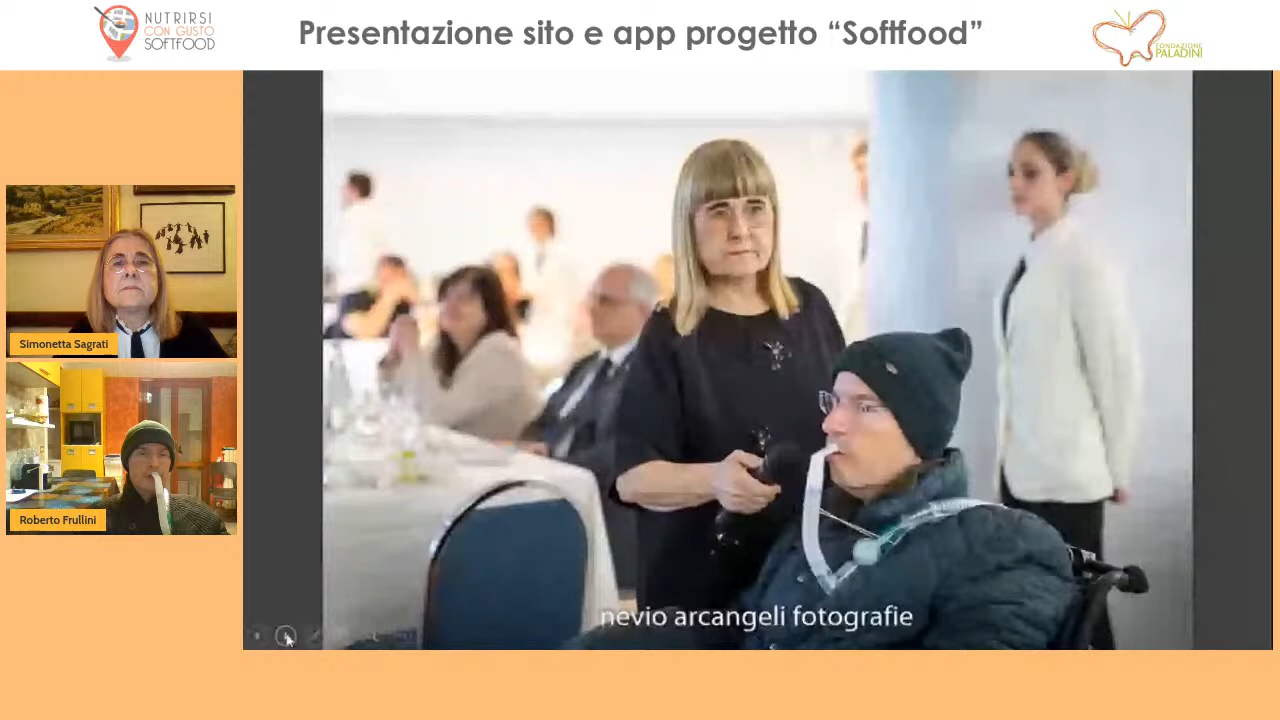 NUTRIRSI
CON GUSTO
SOFTFOOD
Presentazione sito e app progetto “Softfood”
FONDAZIONE
PALADINI
Simonetta Sagrati
Roberto Frullini
nevio arcangeli fotografie